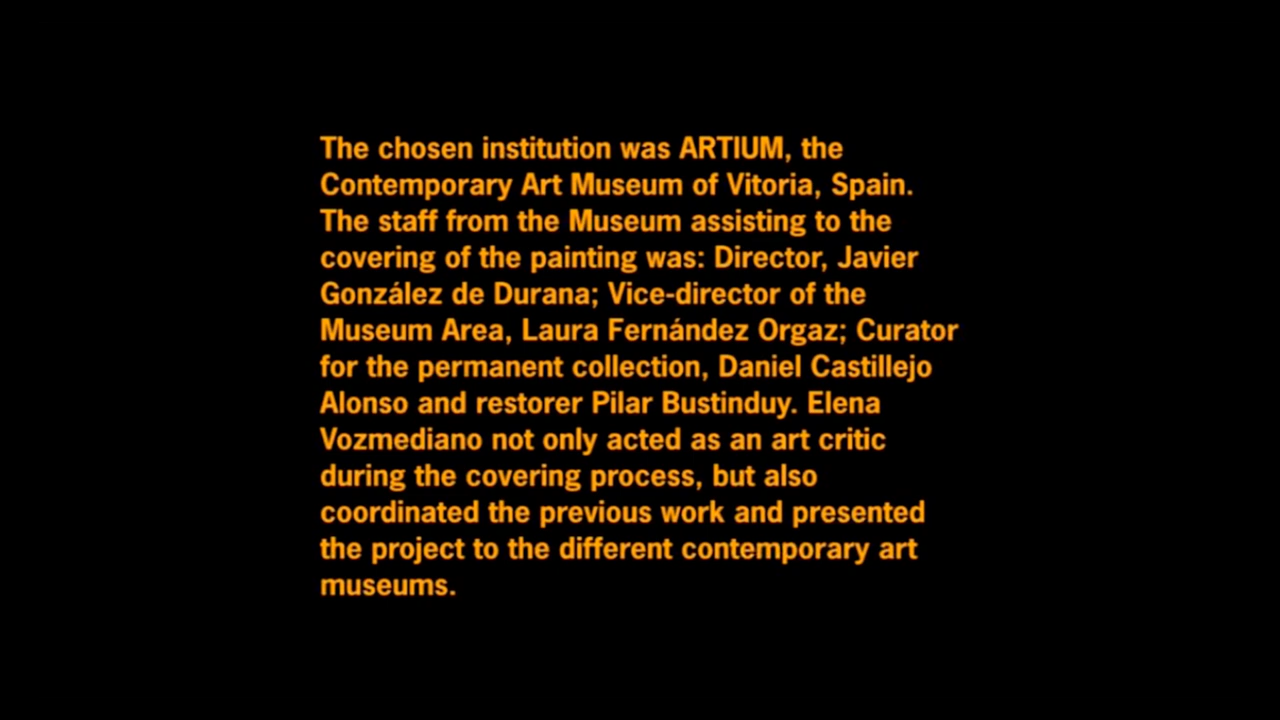 The chosen institution was ARTIUM, the
Contemporary Art Museum of Vitoria, Spain.
The staff from the Museum assisting to the
covering of the painting was: Director, Javier
González de Durana; Vice-director of the
Museum Area, Laura Fernández Orgaz; Curator
for the permanent collection, Daniel Castillejo
Alonso and restorer Pilar Bustinduy. Elena
Vozmediano not only acted as an art critic
during the covering process, but also
coordinated the previous work and presented
the project to the different contemporary art
museums.